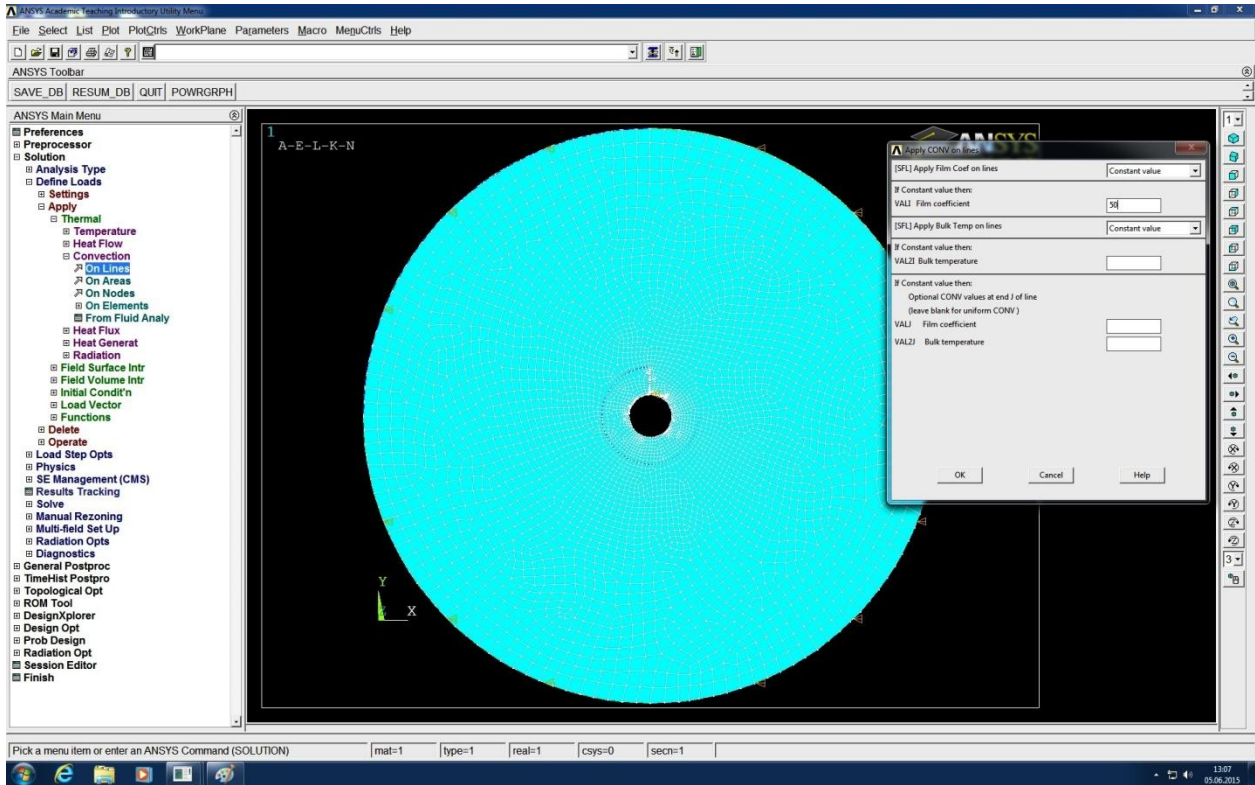 ANSYS Academic Teaching Introductory Utility Menu
File Select List Plot PlotCtrls WorkPlane Parameters Macro MenuCtrls Help
ANSYS Toolbar
SAVE_DB RESUM_DB QUIT POWRGRPH
ANSYS Main Menu
Preferences
Preprocessor
Solution
Analysis Type
Define Loads
Settings
Apply
Thermal
Temperature
Heat Flow
Convection
On Lines
On Areas
On Nodes
On Elements
From Fluid Analy
Heat Flux
Heat Generat
Radiation
Field Surface Intr
Field Volume Intr
Initial Condit'n
Load Vector
Functions
Delete
Operate
Load Step Opts
Physics
SE Management (CMS)
Results Tracking
Solve
Manual Rezoning
Multi-field Set Up
Radiation Opts
Diagnostics
General Postproc
TimeHist Postpro
Topological Opt
ROM Tool
DesignXplorer
Design Opt
Prob Design
Radiation Opt
Session Editor
Finish
1
A-E-L-K-N
Y
X
ANSYS
Apply CONV on lines
[SFL] Apply Film Coef on lines Constant value
If Constant value then:
VALI Film coefficient 50
[SFL] Apply Bulk Temp on lines Constant value
If Constant value then:
VAL2I Bulk temperature
If Constant value then:
Optional CONV values at end J of line
(leave blank for uniform CONV )
VALJ Film coefficient
VAL2J Bulk temperature
OK Cancel Help
1
3
Pick a menu item or enter an ANSYS Command (SOLUTION) mat=1 type=1 real=1 csys=0 secn=1
13:07
05.06.2015